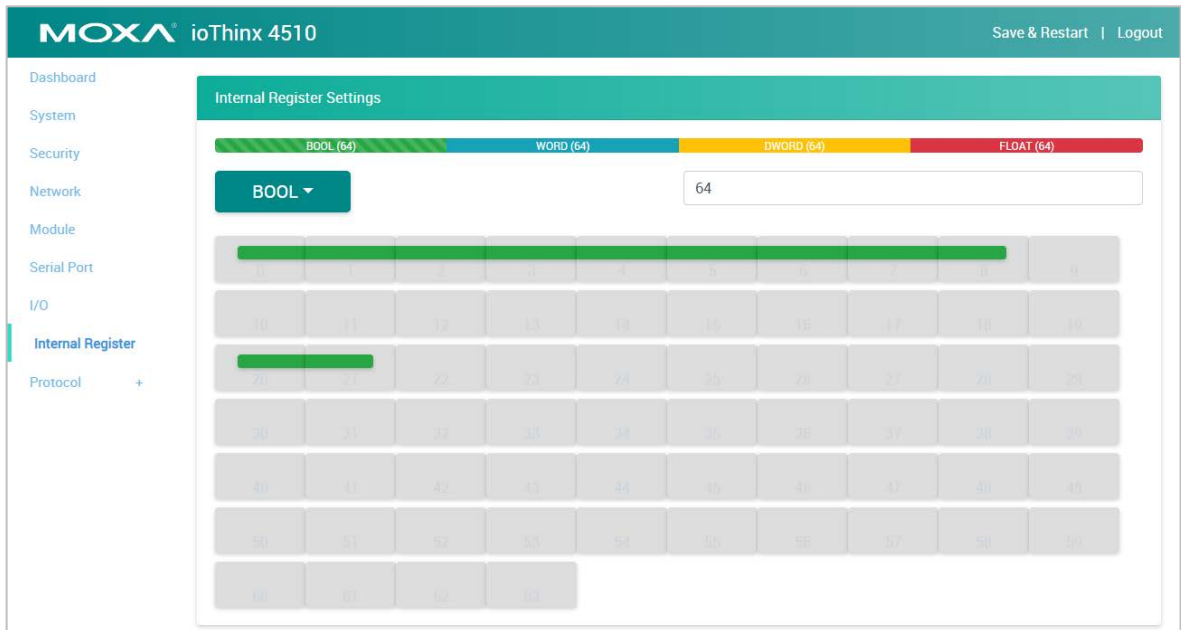 MOXA® ioThinx 4510 Save & Restart | Logout
Dashboard
System
Security
Network
Module
Serial Port
I/O
Internal Register
Protocol +
Internal Register Settings
BOOL (64) WORD (64) DWORD (64) FLOAT (64)
BOOL 64
0 1 2 3 4 5 6 7 8 9
10 11 12 13 14 15 16 17 18 19
20 21 22 23 24 25 26 27 28 29
30 31 32 33 34 35 36 37 38 39
40 41 42 43 44 45 46 47 48 49
50 51 52 53 54 55 56 57 58 59
60 61 62 63